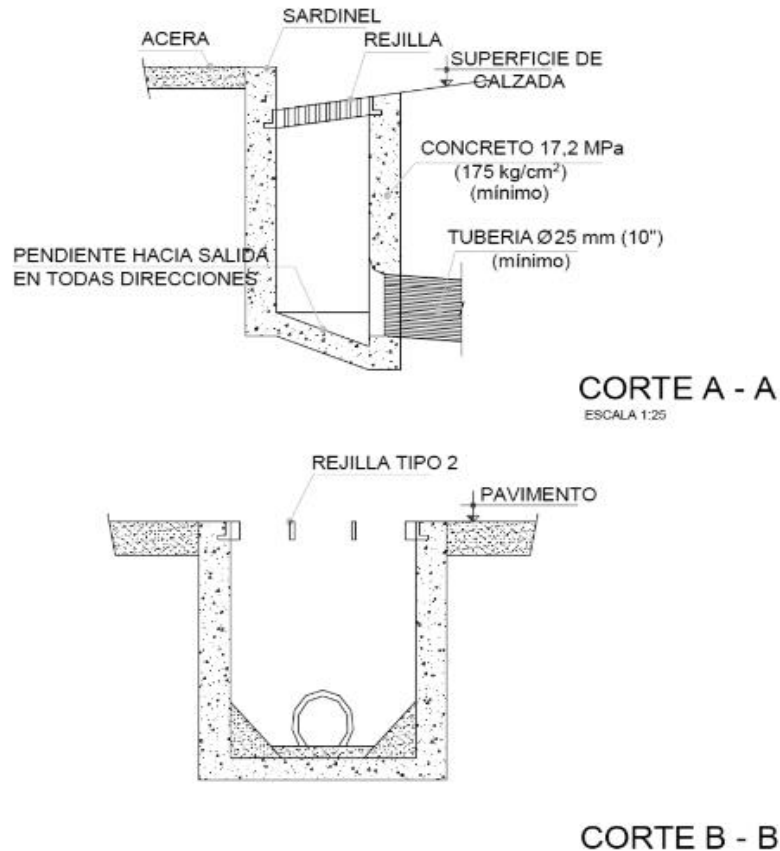 SARDINEL
ACERA
REJILLA
SUPERFICIE DE
CALZADA
CONCRETO 17,2 MPa
(175 kg/cm²)
(mínimo)
TUBERIA Ø25 mm (10")
(mínimo)
PENDIENTE HACIA SALIDA
EN TODAS DIRECCIONES
CORTE A - A
ESCALA 1:25
REJILLA TIPO 2
PAVIMENTO
CORTE B - B